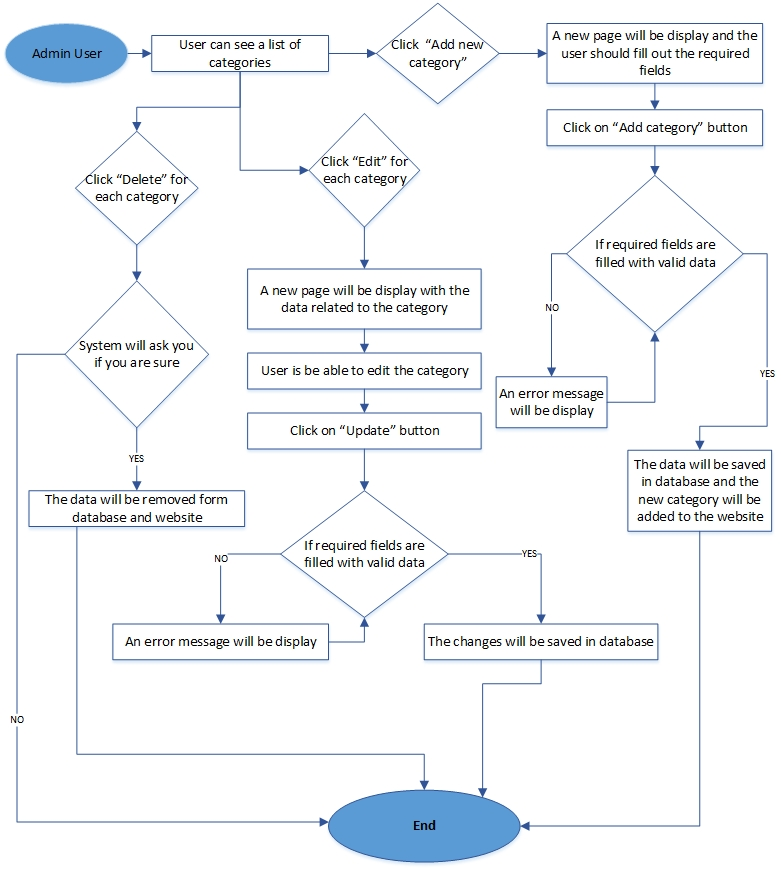 Admin User
User can see a list of
categories
Click “Add new
category”
A new page will be display and the
user should fill out the required
fields
Click on “Add category” button
Click “Delete” for
each category
Click “Edit” for
each category
If required fields are
filled with valid data
NO
YES
An error message
will be display
A new page will be display with the
data related to the category
System will ask you
if you are sure
User is be able to edit the category
Click on “Update” button
YES
The data will be saved
in database and the
new category will be
added to the website
The data will be removed form
database and website
If required fields are
filled with valid data
NO
YES
An error message will be display
The changes will be saved in database
NO
End